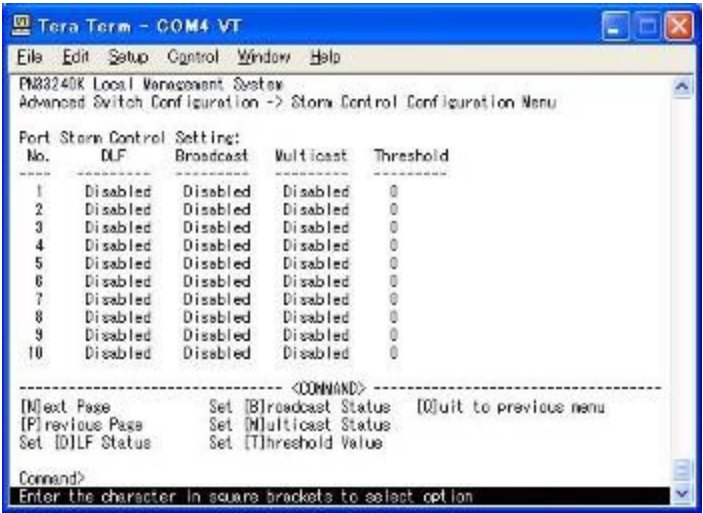 Tera Term - COM4 VT
File Edit Setup Control Window Help
PN83240K Local Management System
Advanced Switch Configuration -> Storm Control Configuration Menu
Port Storm Control Setting:
No. DLF Broadcast Multicast Threshold
---- --------- --------- --------- ---------
1 Disabled Disabled Disabled 0
2 Disabled Disabled Disabled 0
3 Disabled Disabled Disabled 0
4 Disabled Disabled Disabled 0
5 Disabled Disabled Disabled 0
6 Disabled Disabled Disabled 0
7 Disabled Disabled Disabled 0
8 Disabled Disabled Disabled 0
9 Disabled Disabled Disabled 0
10 Disabled Disabled Disabled 0
-------------------------------- <COMMAND> ----------------------------------
[N]ext Page Set [B]roadcast Status [Q]uit to previous menu
[P]revious Page Set [M]ulticast Status
Set [D]LF Status Set [T]hreshold Value
Command>
Enter the character in square brackets to select option